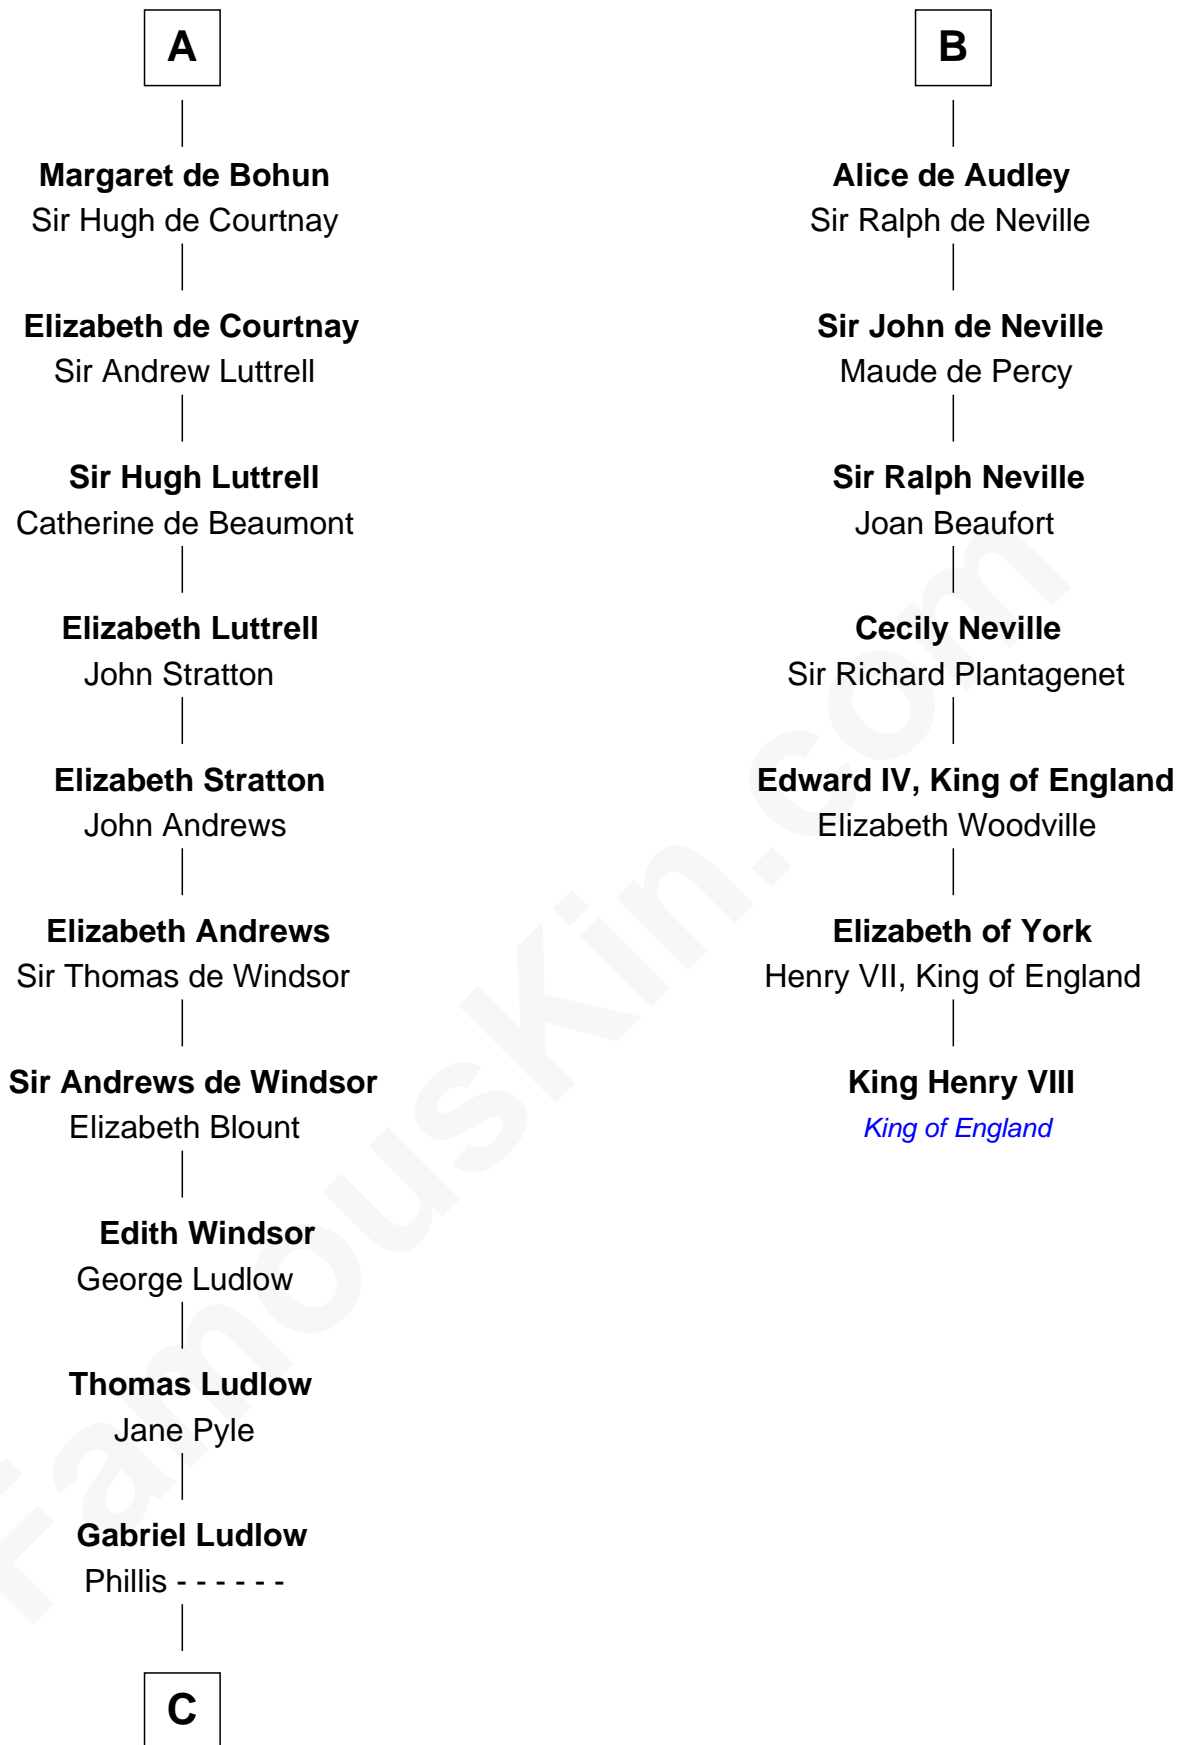 A
Margaret de Bohun
Sir Hugh de Courtnay
Elizabeth de Courtnay
Sir Andrew Luttrell
Sir Hugh Luttrell
Catherine de Beaumont
Elizabeth Luttrell
John Stratton
Elizabeth Stratton
John Andrews
Elizabeth Andrews
Sir Thomas de Windsor
Sir Andrews de Windsor
Elizabeth Blount
Edith Windsor
George Ludlow
Thomas Ludlow
Jane Pyle
Gabriel Ludlow
Phillis - - - - - -
C
B
Alice de Audley
Sir Ralph de Neville
Sir John de Neville
Maude de Percy
Sir Ralph Neville
Joan Beaufort
Cecily Neville
Sir Richard Plantagenet
Edward IV, King of England
Elizabeth Woodville
Elizabeth of York
Henry VII, King of England
King Henry VIII
King of England
FamousKin.com